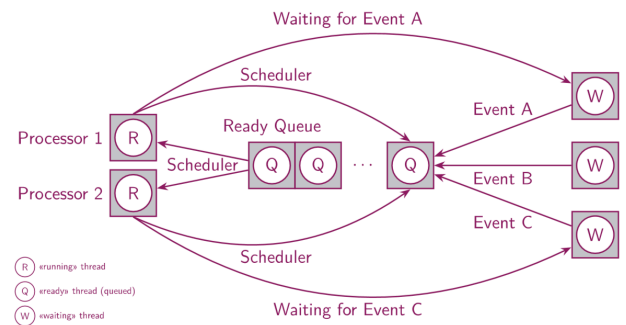 Waiting for Event A
Scheduler
W
Event A
Ready Queue
Processor 1
R
Scheduler
Q
Q
...
Q
W
Event B
Processor 2
R
Event C
W
Scheduler
Waiting for Event C
R «running» thread
Q «ready» thread (queued)
W «waiting» thread